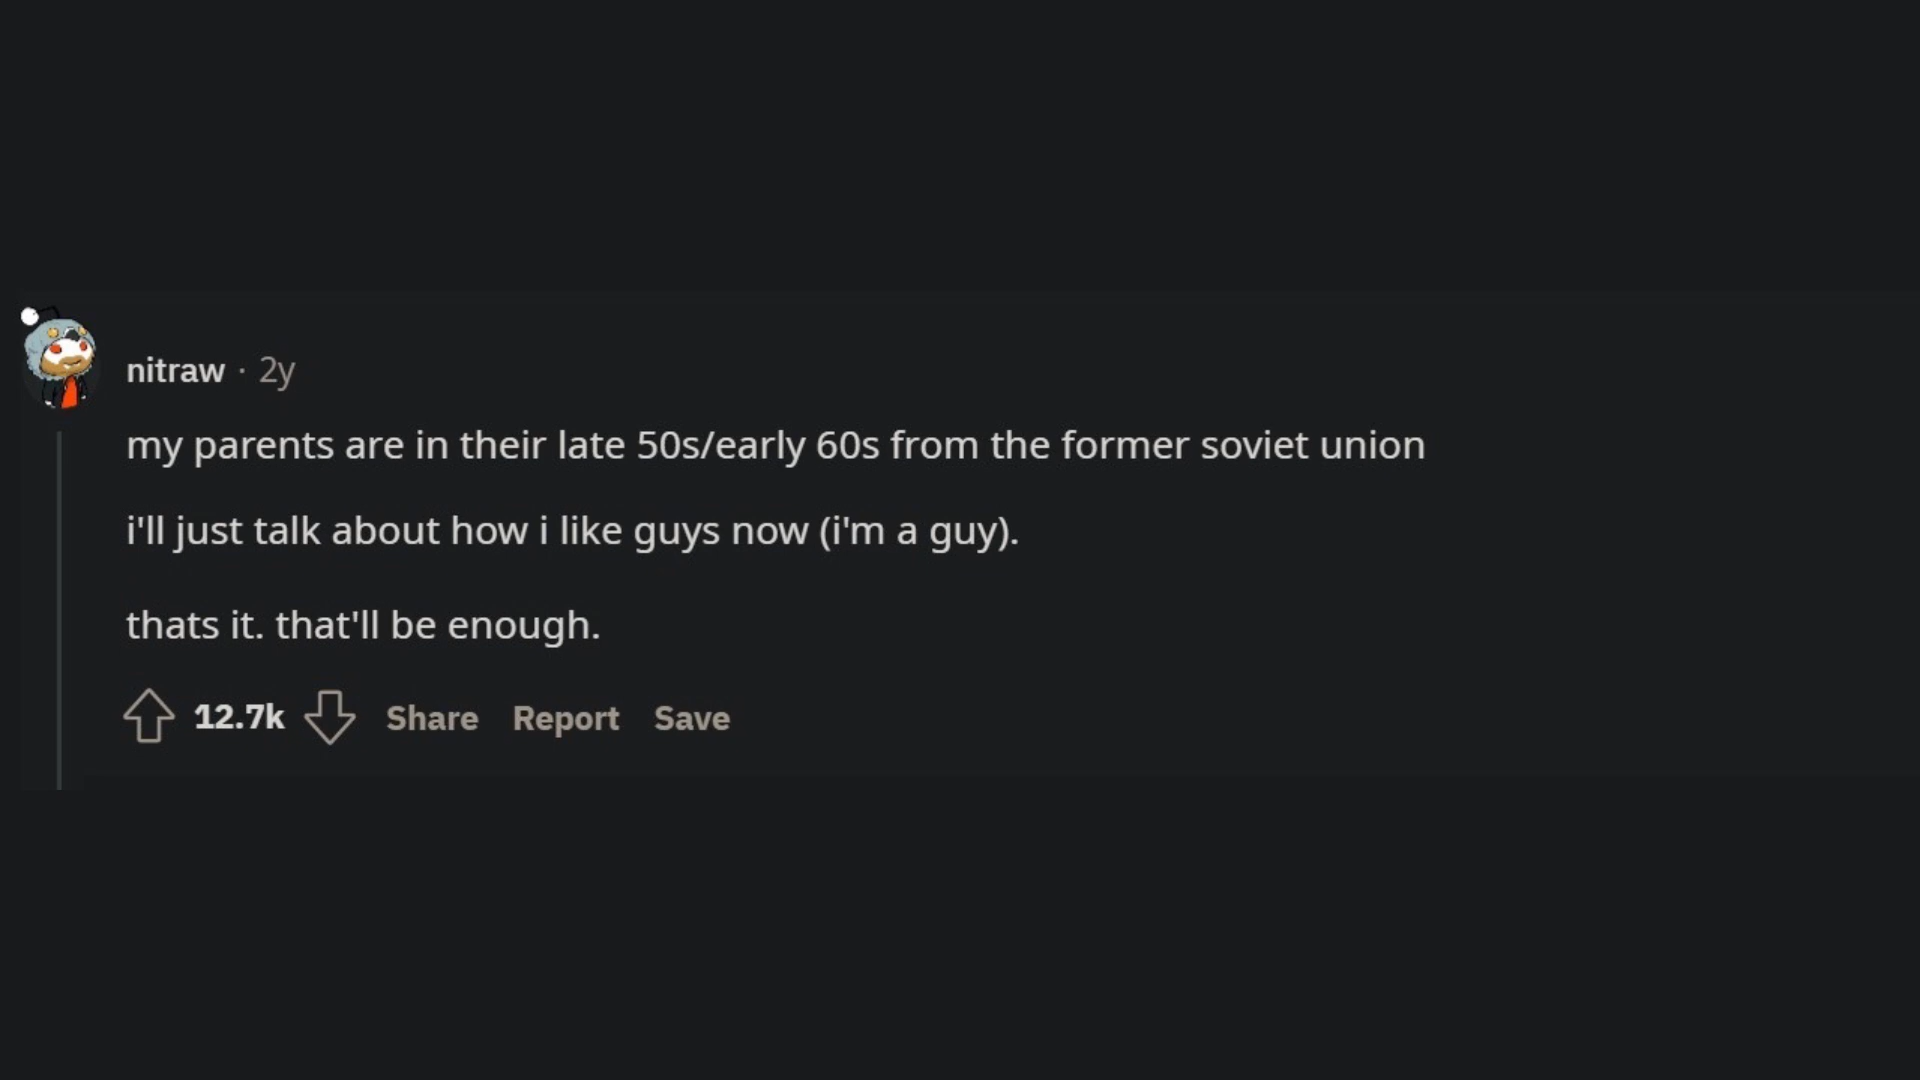 nitraw · 2y
my parents are in their late 50s/early 60s from the former soviet union
i'll just talk about how i like guys now (i'm a guy).
thats it. that'll be enough.
12.7k Share Report Save